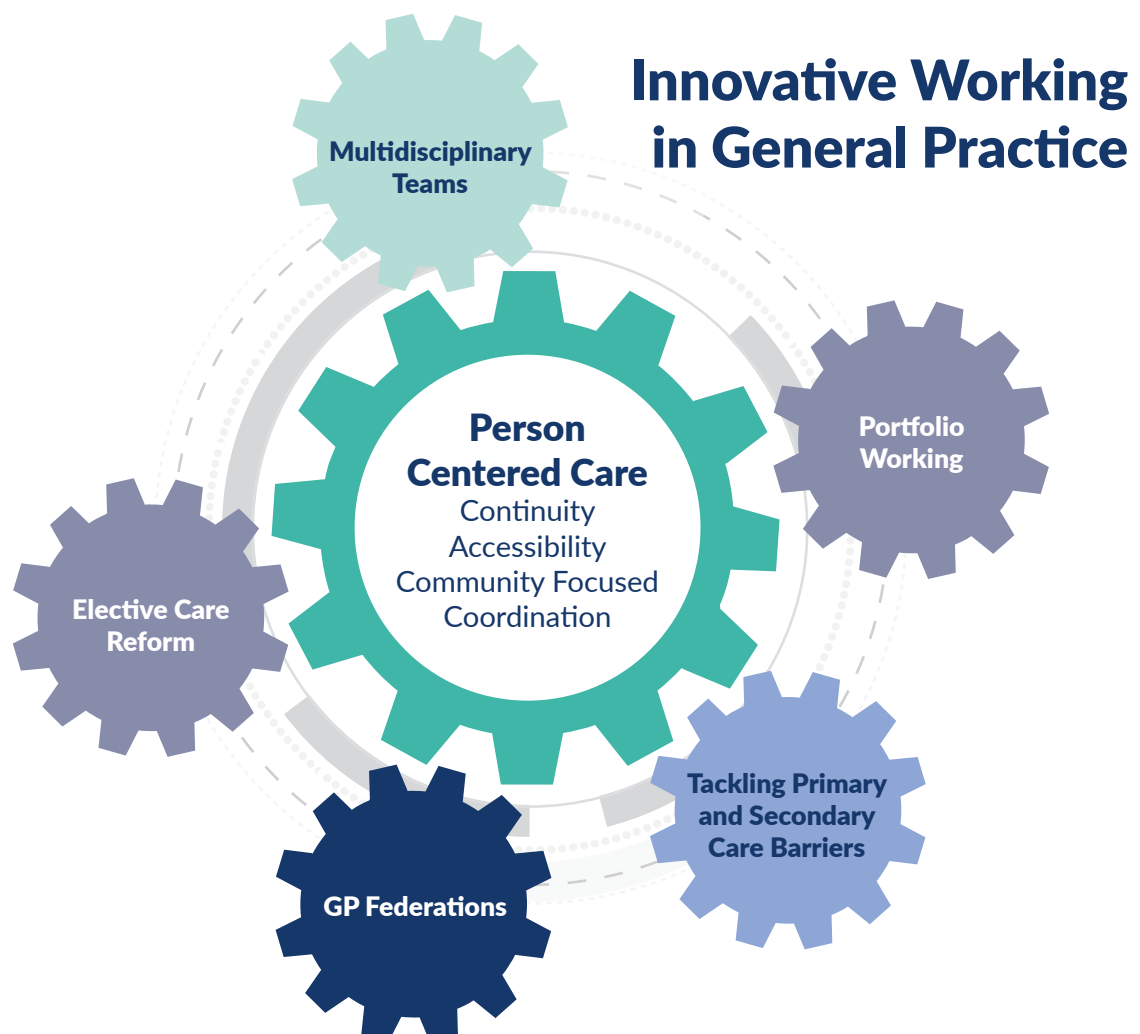 Innovative Working
in General Practice
Multidisciplinary
Teams
Portfolio
Working
Person
Centered Care
Continuity
Accessibility
Community Focused
Coordination
Elective Care
Reform
Tackling Primary
and Secondary
Care Barriers
GP Federations